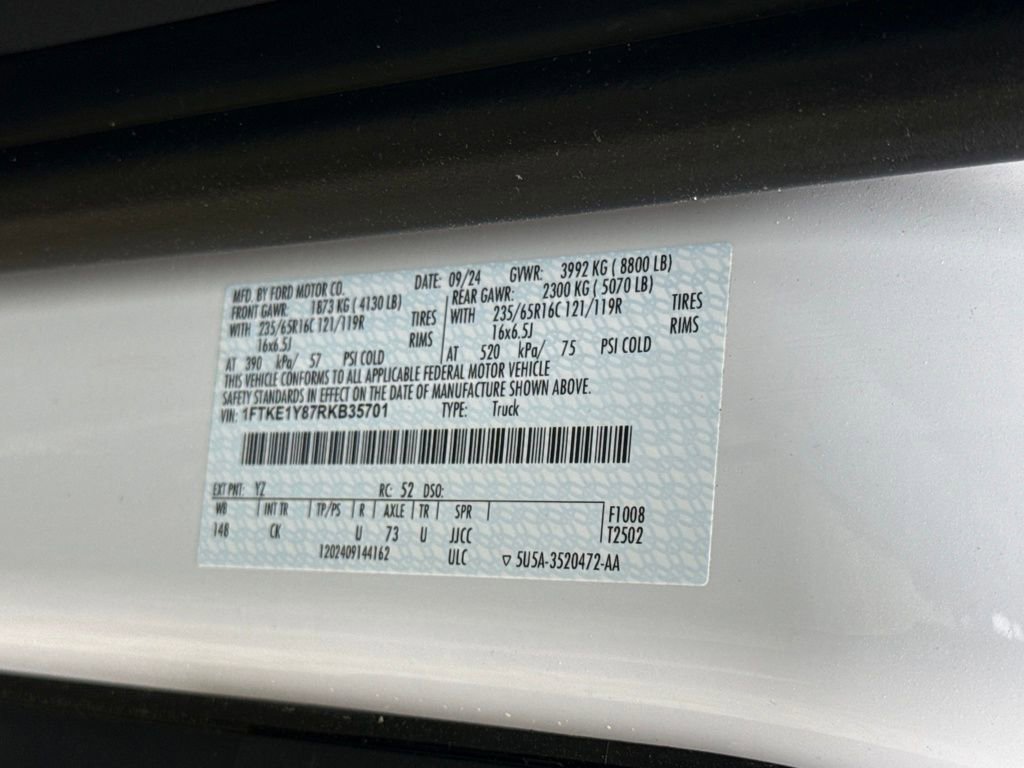 MFD. BY FORD MOTOR CO. DATE: 09/24 GVWR: 3992 KG ( 8800 LB)
FRONT GAWR: 1873 KG ( 4130 LB) REAR GAWR: 2300 KG ( 5070 LB)
WITH 235/65R16C 121/119R TIRES WITH 235/65R16C 121/119R TIRES
16x6.5J RIMS 16x6.5J RIMS
AT 390 kPa/ 57 PSI COLD AT 520 kPa/ 75 PSI COLD
THIS VEHICLE CONFORMS TO ALL APPLICABLE FEDERAL MOTOR VEHICLE
SAFETY STANDARDS IN EFFECT ON THE DATE OF MANUFACTURE SHOWN ABOVE.
VIN: 1FTKE1Y87RKB35701 TYPE: Truck
EXT PNT: YZ RC: 52 DSO:
WB INT TR TP/PS R AXLE TR SPR F1008
148 CK U 73 U JJCC T2502
1202409144162 ULC ▽ 5U5A-3520472-AA